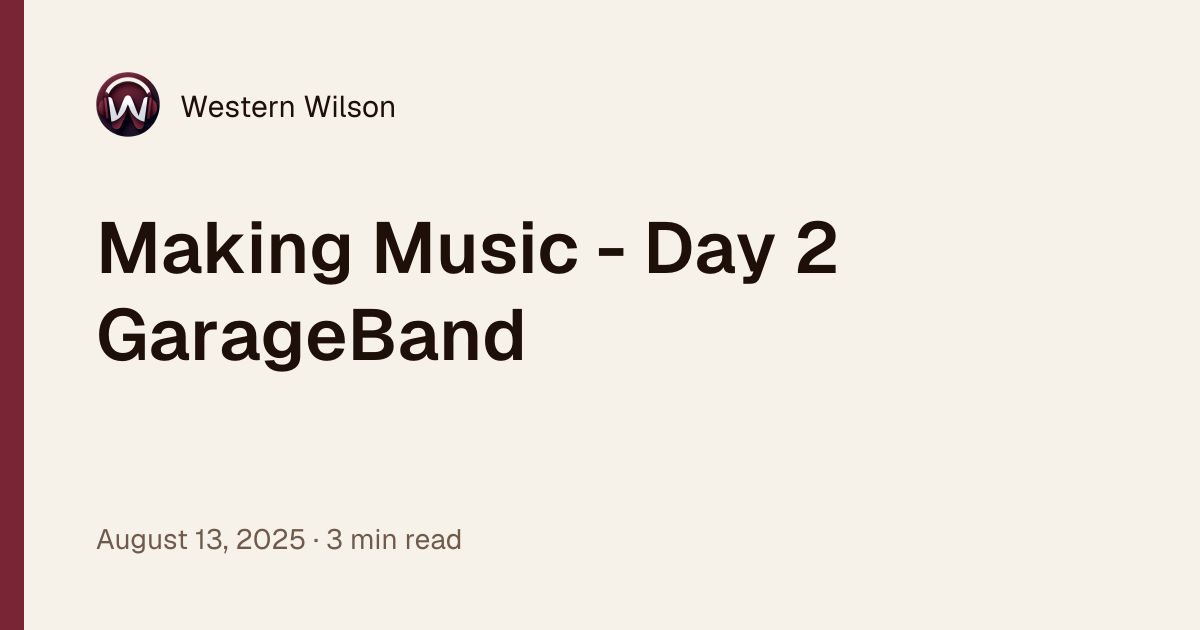 W
Western Wilson
Making Music - Day 2
GarageBand
August 13, 2025 · 3 min read